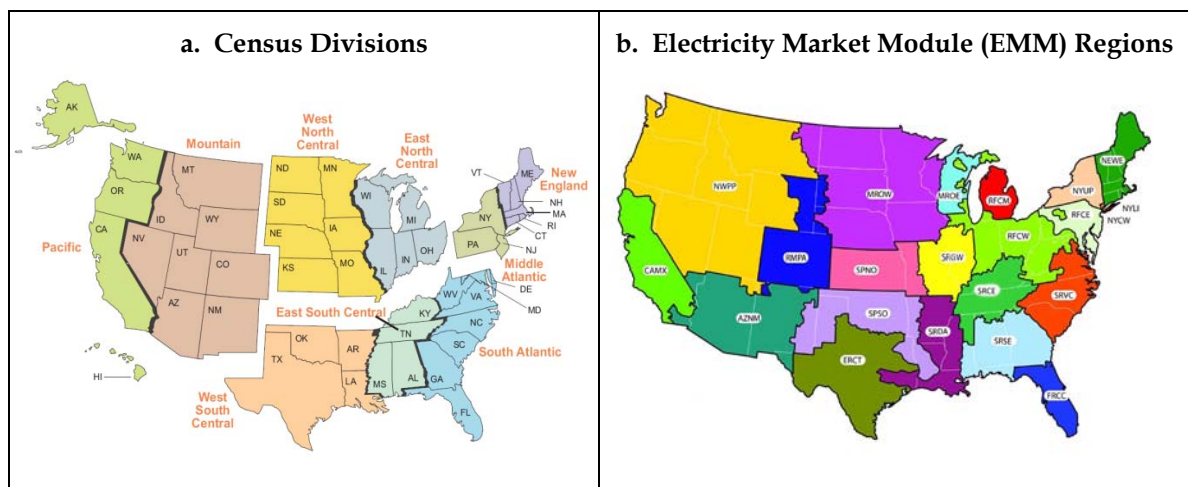 a. Census Divisions
AK
WA
OR
CA
Pacific
HI
Mountain
MT
ID
WY
NV
UT
CO
AZ
NM
West
North
Central
ND
MN
SD
NE
IA
KS
MO
East
North
Central
WI
MI
IL
IN
OH
New
England
VT
ME
NH
MA
RI
CT
NY
PA
NJ
Middle
Atlantic
DE
MD
East South Central
KY
TN
MS
AL
WV
VA
NC
SC
GA
FL
South Atlantic
OK
TX
AR
LA
West
South
Central
b. Electricity Market Module (EMM) Regions
NWPP
MROW
MROE
RFCM
NEWE
NYUP
NYLI
NYCW
RFCE
RFCW
CAMX
RMPA
SPNO
SRGW
SRCE
SRVC
AZNM
SPSO
SRDA
SRSE
ERCT
FRCC